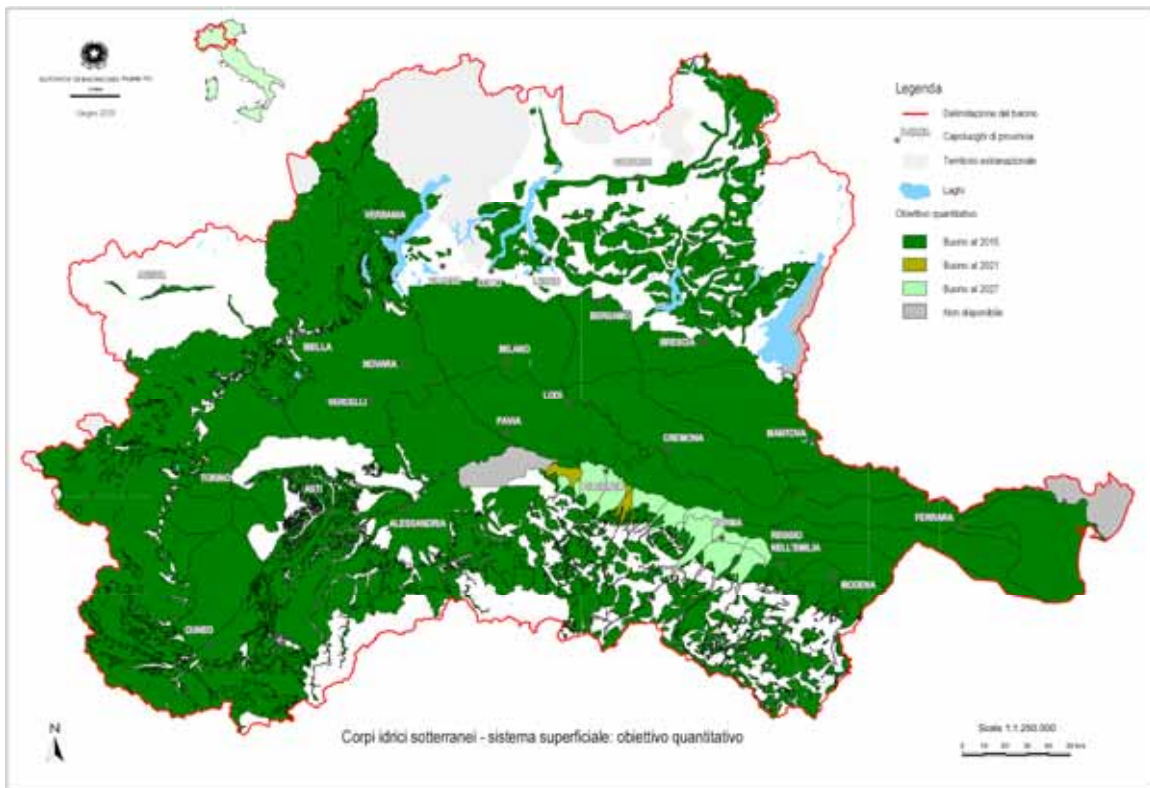 Legenda
Delimitazione del bacino
Capoluoghi di provincia
Territorio extranazionale
Laghi
Obiettivo quantitativo
Buono al 2015
Buono al 2021
Buono al 2027
Non disponibile
VERBANIA
LECCO
BERGAMO
BRESCIA
BIELLA
NOVARA
MILANO
VERCELLI
LODI
PAVIA
CREMONA
MANTOVA
TORINO
ASTI
ALESSANDRIA
PARMA
REGGIO
NELL'EMILIA
FERRARA
MODENA
CUNEO
N
Corpi idrici sotterranei - sistema superficiale: obiettivo quantitativo
Scala 1:1.250.000